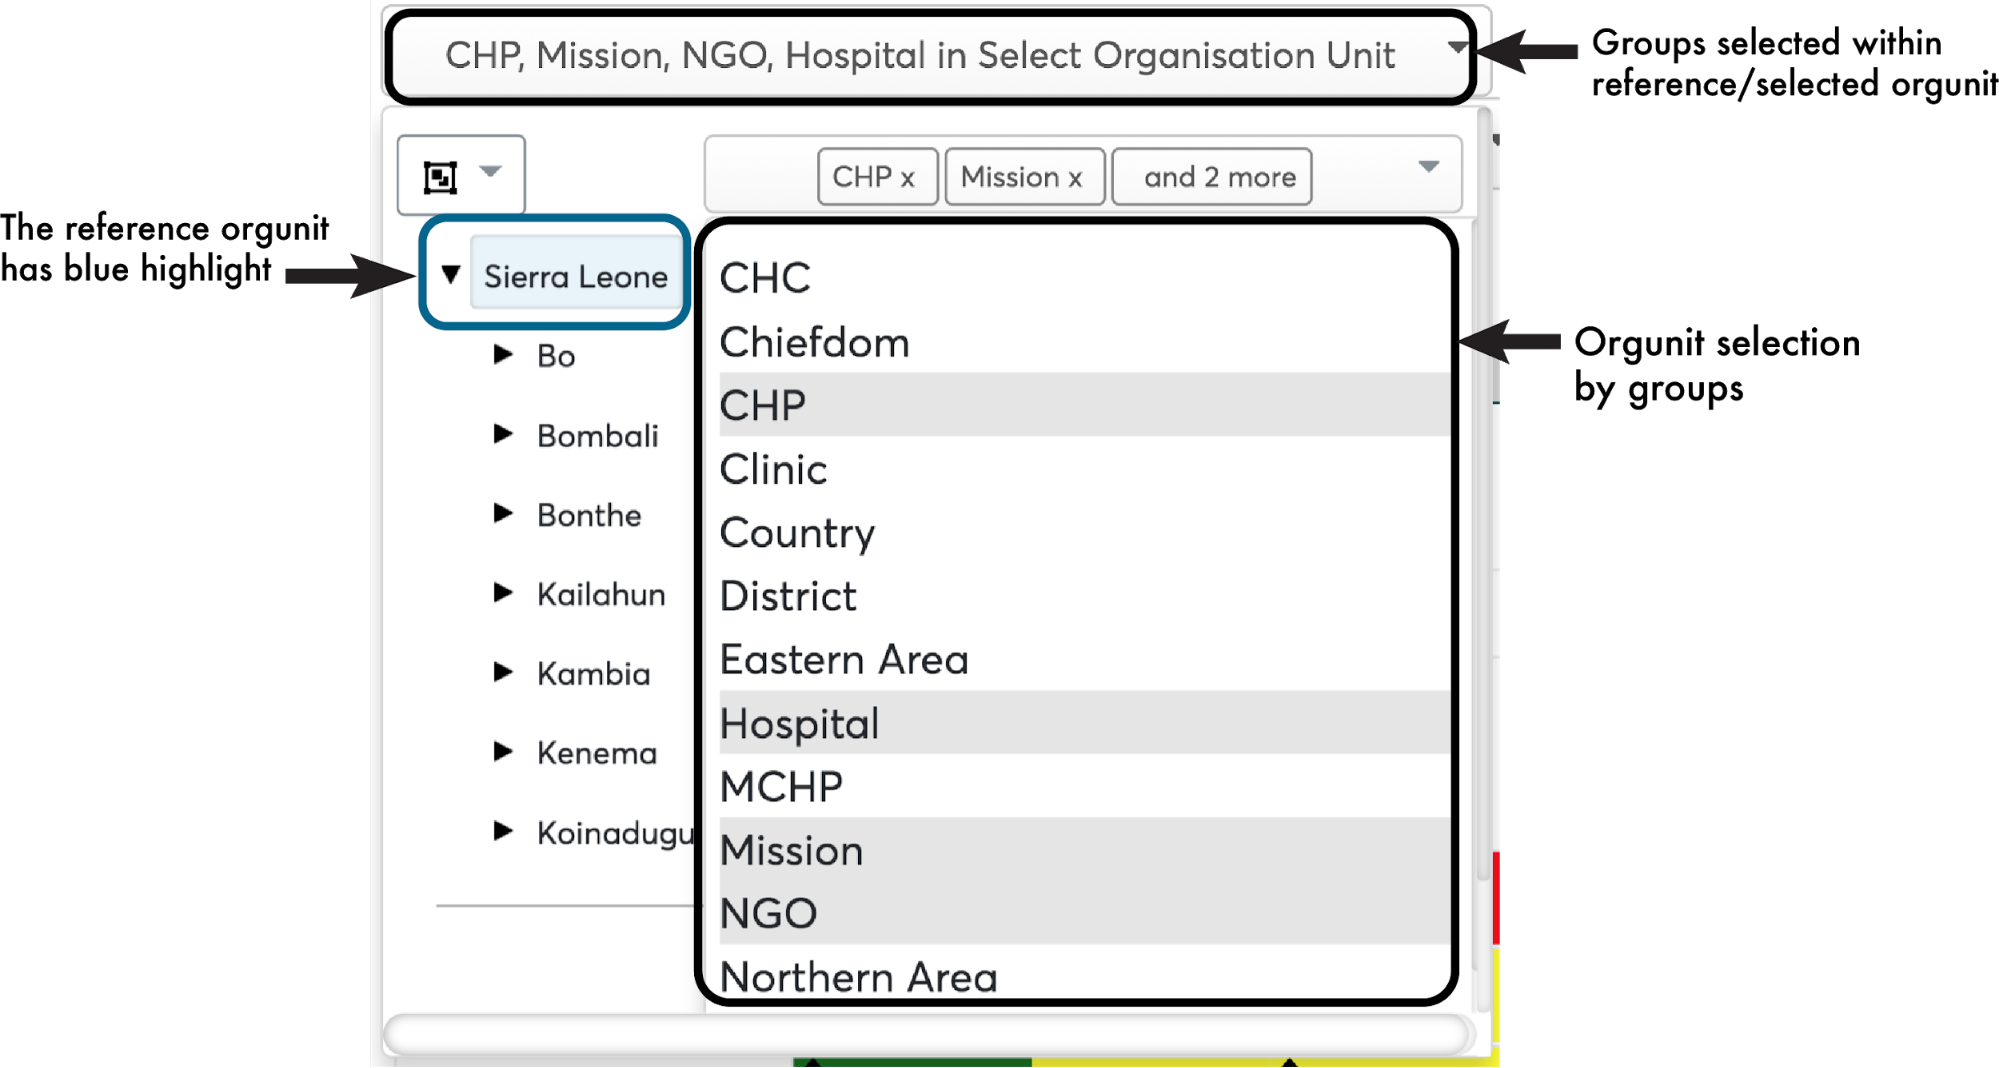 CHP, Mission, NGO, Hospital in Select Organisation Unit
Groups selected within
reference/selected orgunit
CHP x
Mission x
and 2 more
The reference orgunit
has blue highlight
Sierra Leone
Bo
Bombali
Bonthe
Kailahun
Kambia
Kenema
Koinadugu
CHC
Chiefdom
CHP
Clinic
Country
District
Eastern Area
Hospital
MCHP
Mission
NGO
Northern Area
Orgunit selection
by groups